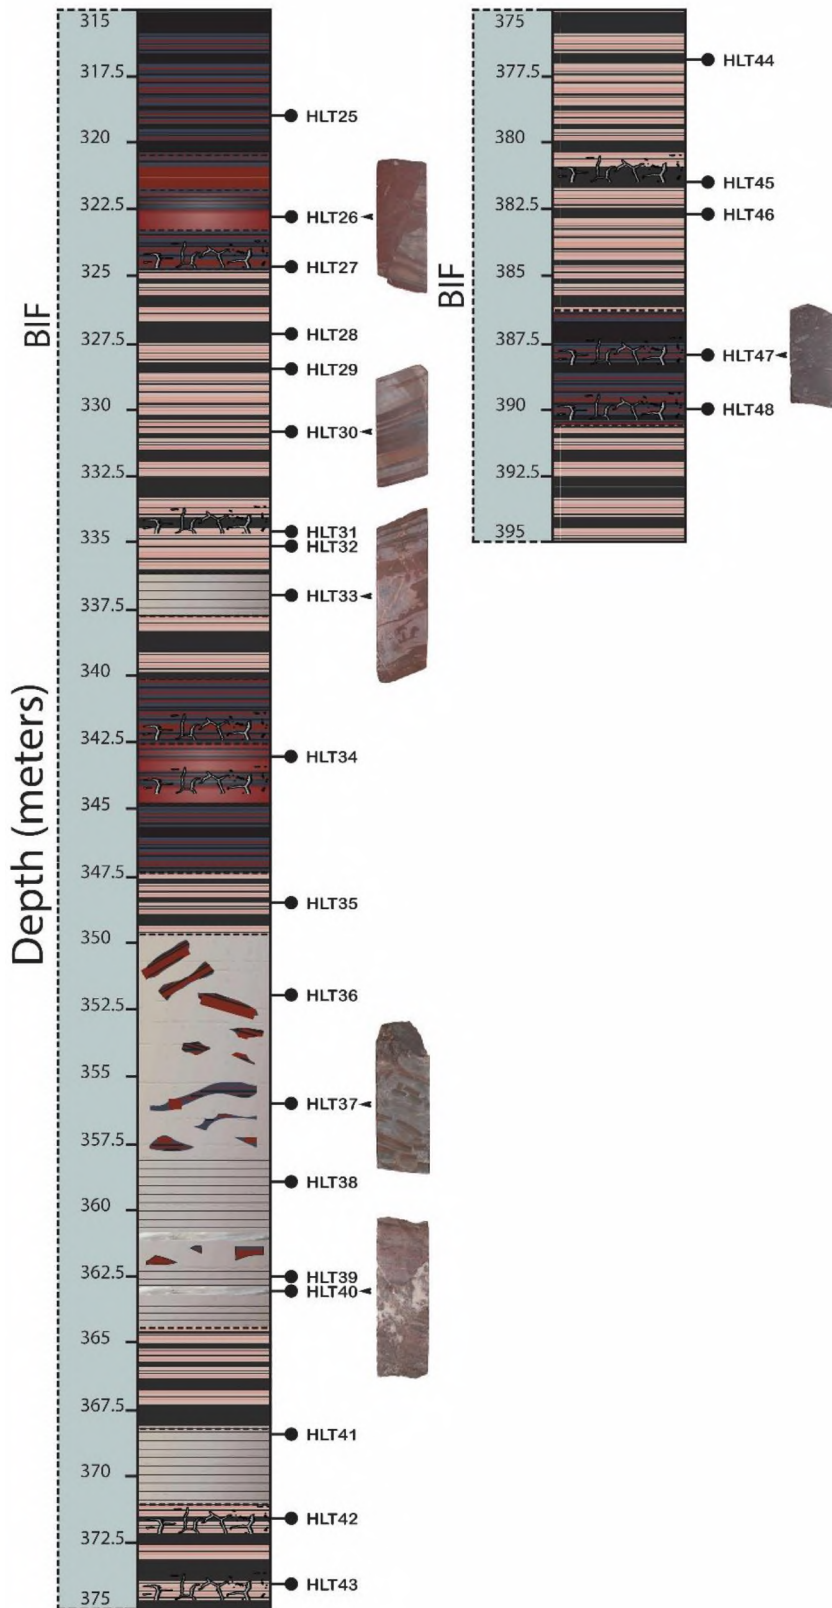 Depth (meters)
BIF
315
317.5
HLT25
320
322.5
HLT26
HLT27
325
HLT28
327.5
HLT29
330
HLT30
332.5
HLT31
335
HLT32
HLT33
337.5
340
342.5
HLT34
345
347.5
HLT35
350
HLT36
352.5
355
HLT37
357.5
HLT38
360
362.5
HLT39
HLT40
365
367.5
HLT41
370
HLT42
372.5
HLT43
375
BIF
375
HLT44
377.5
380
HLT45
382.5
HLT46
385
387.5
HLT47
390
HLT48
392.5
395